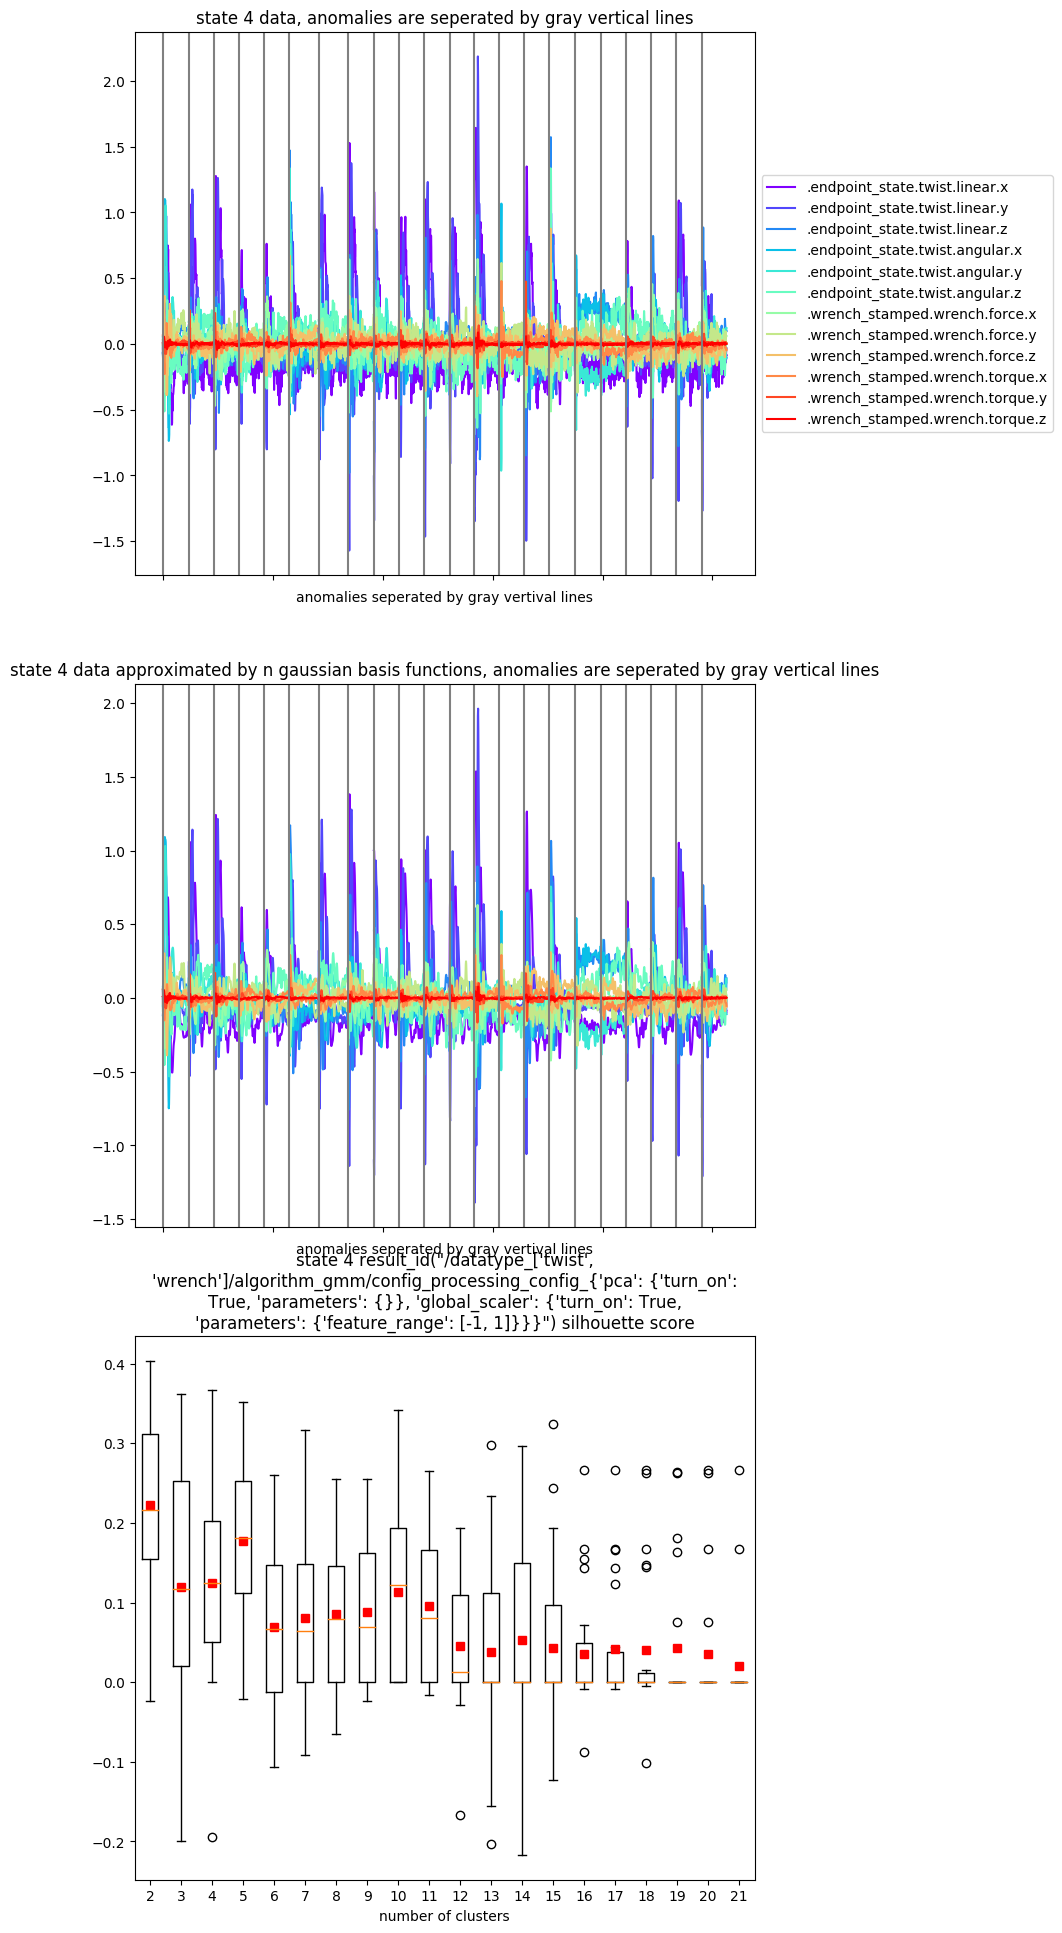 state 4 data, anomalies are seperated by gray vertical lines
2.0
1.5
1.0
0.5
0.0
−0.5
−1.0
−1.5
.endpoint_state.twist.linear.x
.endpoint_state.twist.linear.y
.endpoint_state.twist.linear.z
.endpoint_state.twist.angular.x
.endpoint_state.twist.angular.y
.endpoint_state.twist.angular.z
.wrench_stamped.wrench.force.x
.wrench_stamped.wrench.force.y
.wrench_stamped.wrench.force.z
.wrench_stamped.wrench.torque.x
.wrench_stamped.wrench.torque.y
.wrench_stamped.wrench.torque.z
anomalies seperated by gray vertival lines
state 4 data approximated by n gaussian basis functions, anomalies are seperated by gray vertical lines
2.0
1.5
1.0
0.5
0.0
−0.5
−1.0
−1.5
anomalies seperated by gray vertical lines
state 4 result_id("/datatype_['twist',
'wrench']/algorithm_gmm/config_processing_config_{'pca': {'turn_on':
True, 'parameters': {}}, 'global_scaler': {'turn_on': True,
'parameters': {'feature_range': [-1, 1]}}}") silhouette score
0.4
0.3
0.2
0.1
0.0
−0.1
−0.2
2 3 4 5 6 7 8 9 10 11 12 13 14 15 16 17 18 19 20 21
number of clusters